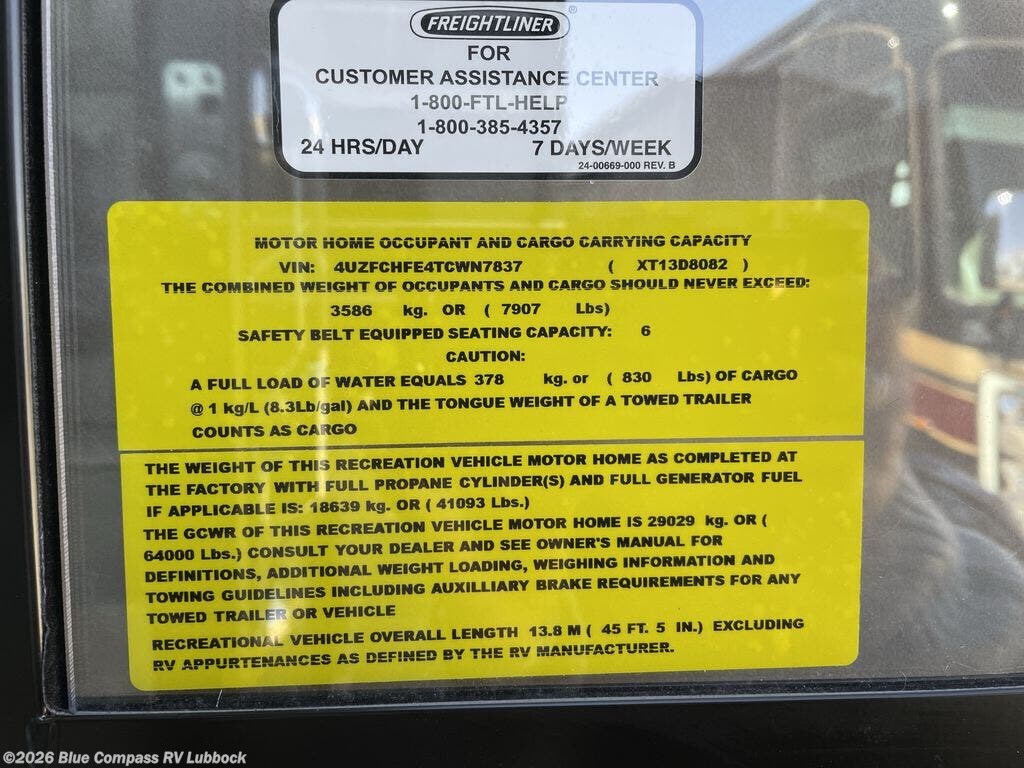 FREIGHTLINER®
FOR
CUSTOMER ASSISTANCE CENTER
1-800-FTL-HELP
1-800-385-4357
24 HRS/DAY 7 DAYS/WEEK
24-00669-000 REV. B
MOTOR HOME OCCUPANT AND CARGO CARRYING CAPACITY
VIN: 4UZFCHFE4TCWN7837 ( XT13D8082 )
THE COMBINED WEIGHT OF OCCUPANTS AND CARGO SHOULD NEVER EXCEED:
3586 kg. OR ( 7907 Lbs)
SAFETY BELT EQUIPPED SEATING CAPACITY: 6
CAUTION:
A FULL LOAD OF WATER EQUALS 378 kg. or ( 830 Lbs) OF CARGO
@ 1 kg/L (8.3Lb/gal) AND THE TONGUE WEIGHT OF A TOWED TRAILER
COUNTS AS CARGO
THE WEIGHT OF THIS RECREATION VEHICLE MOTOR HOME AS COMPLETED AT
THE FACTORY WITH FULL PROPANE CYLINDER(S) AND FULL GENERATOR FUEL
IF APPLICABLE IS: 18639 kg. OR ( 41093 Lbs.)
THE GCWR OF THIS RECREATION VEHICLE MOTOR HOME IS 29029 kg. OR (
64000 Lbs.) CONSULT YOUR DEALER AND SEE OWNER'S MANUAL FOR
DEFINITIONS, ADDITIONAL WEIGHT LOADING, WEIGHING INFORMATION AND
TOWING GUIDELINES INCLUDING AUXILLIARY BRAKE REQUIREMENTS FOR ANY
TOWED TRAILER OR VEHICLE
RECREATIONAL VEHICLE OVERALL LENGTH 13.8 M ( 45 FT. 5 IN.) EXCLUDING
RV APPURTENANCES AS DEFINED BY THE RV MANUFACTURER.
©2026 Blue Compass RV Lubbock